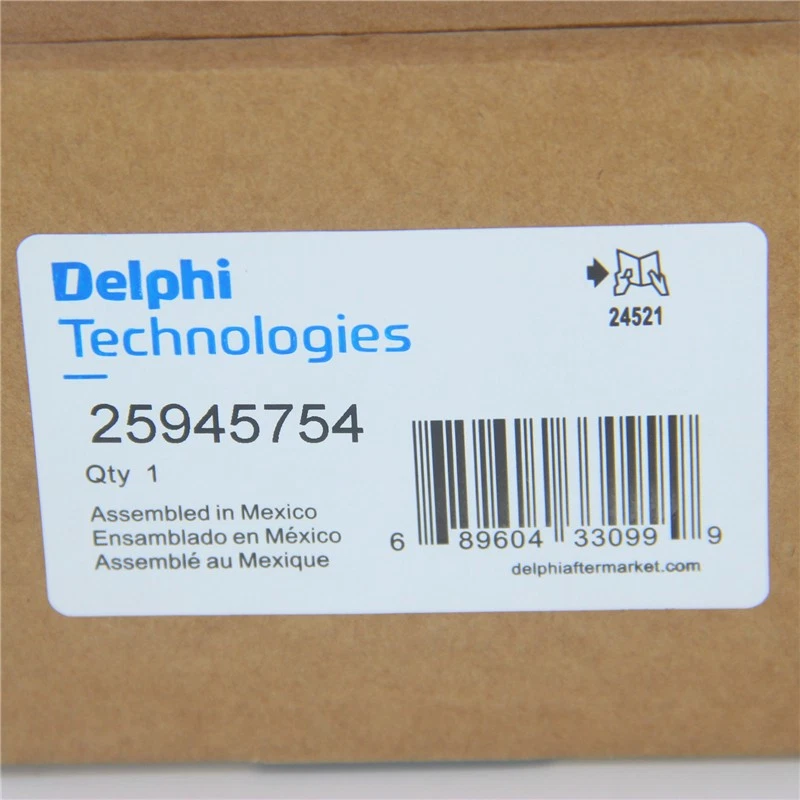 Delphi
Technologies
24521
25945754
Qty 1
Assembled in Mexico
Ensamblado en México
Assemblé au Mexique
6 89604 33099 9
delphiaftermarket.com